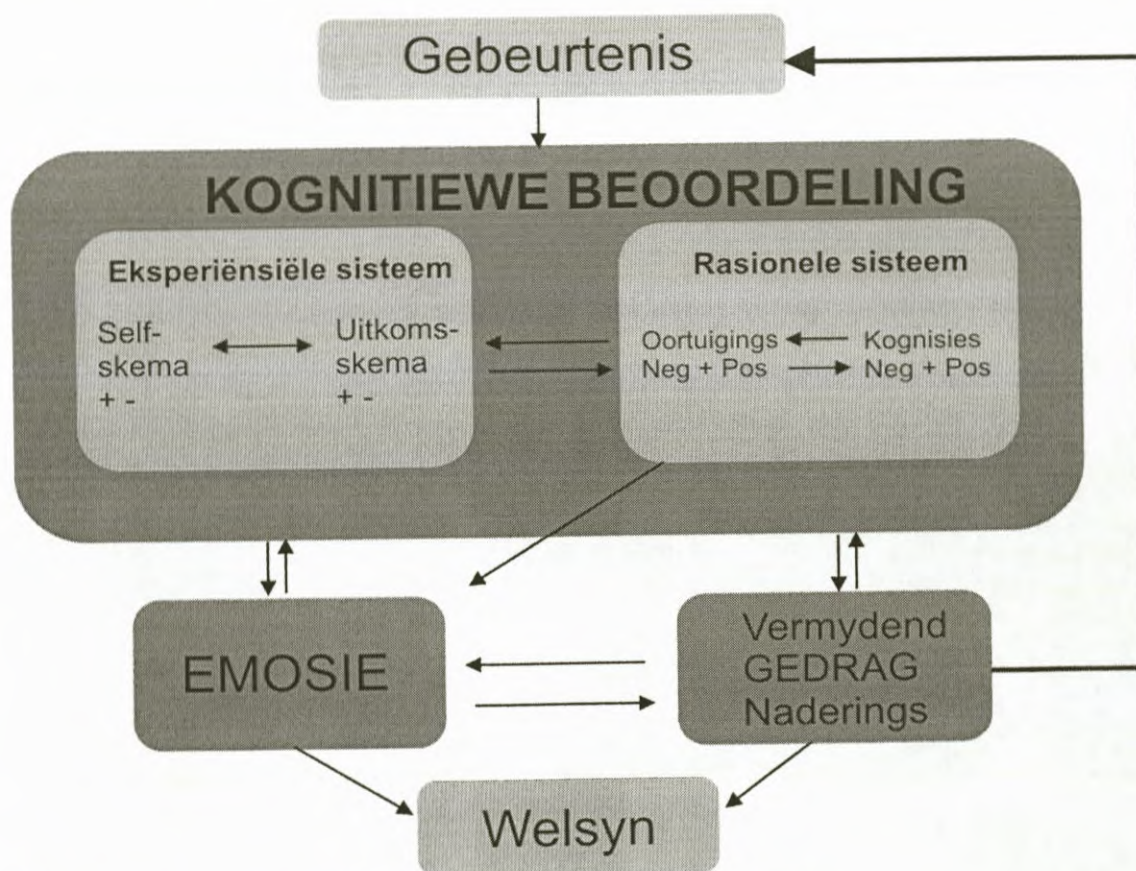 Gebeurtenis
KOGNITIEWE BEOORDELING
Eksperiënsiële sisteem
Self-
skema
+ -
Uitkoms-
skema
+ -
Rasionele sisteem
Oortuigings
Neg + Pos
Kognisies
Neg + Pos
EMOSIE
Vermydend
GEDRAG
Naderings
Welsyn